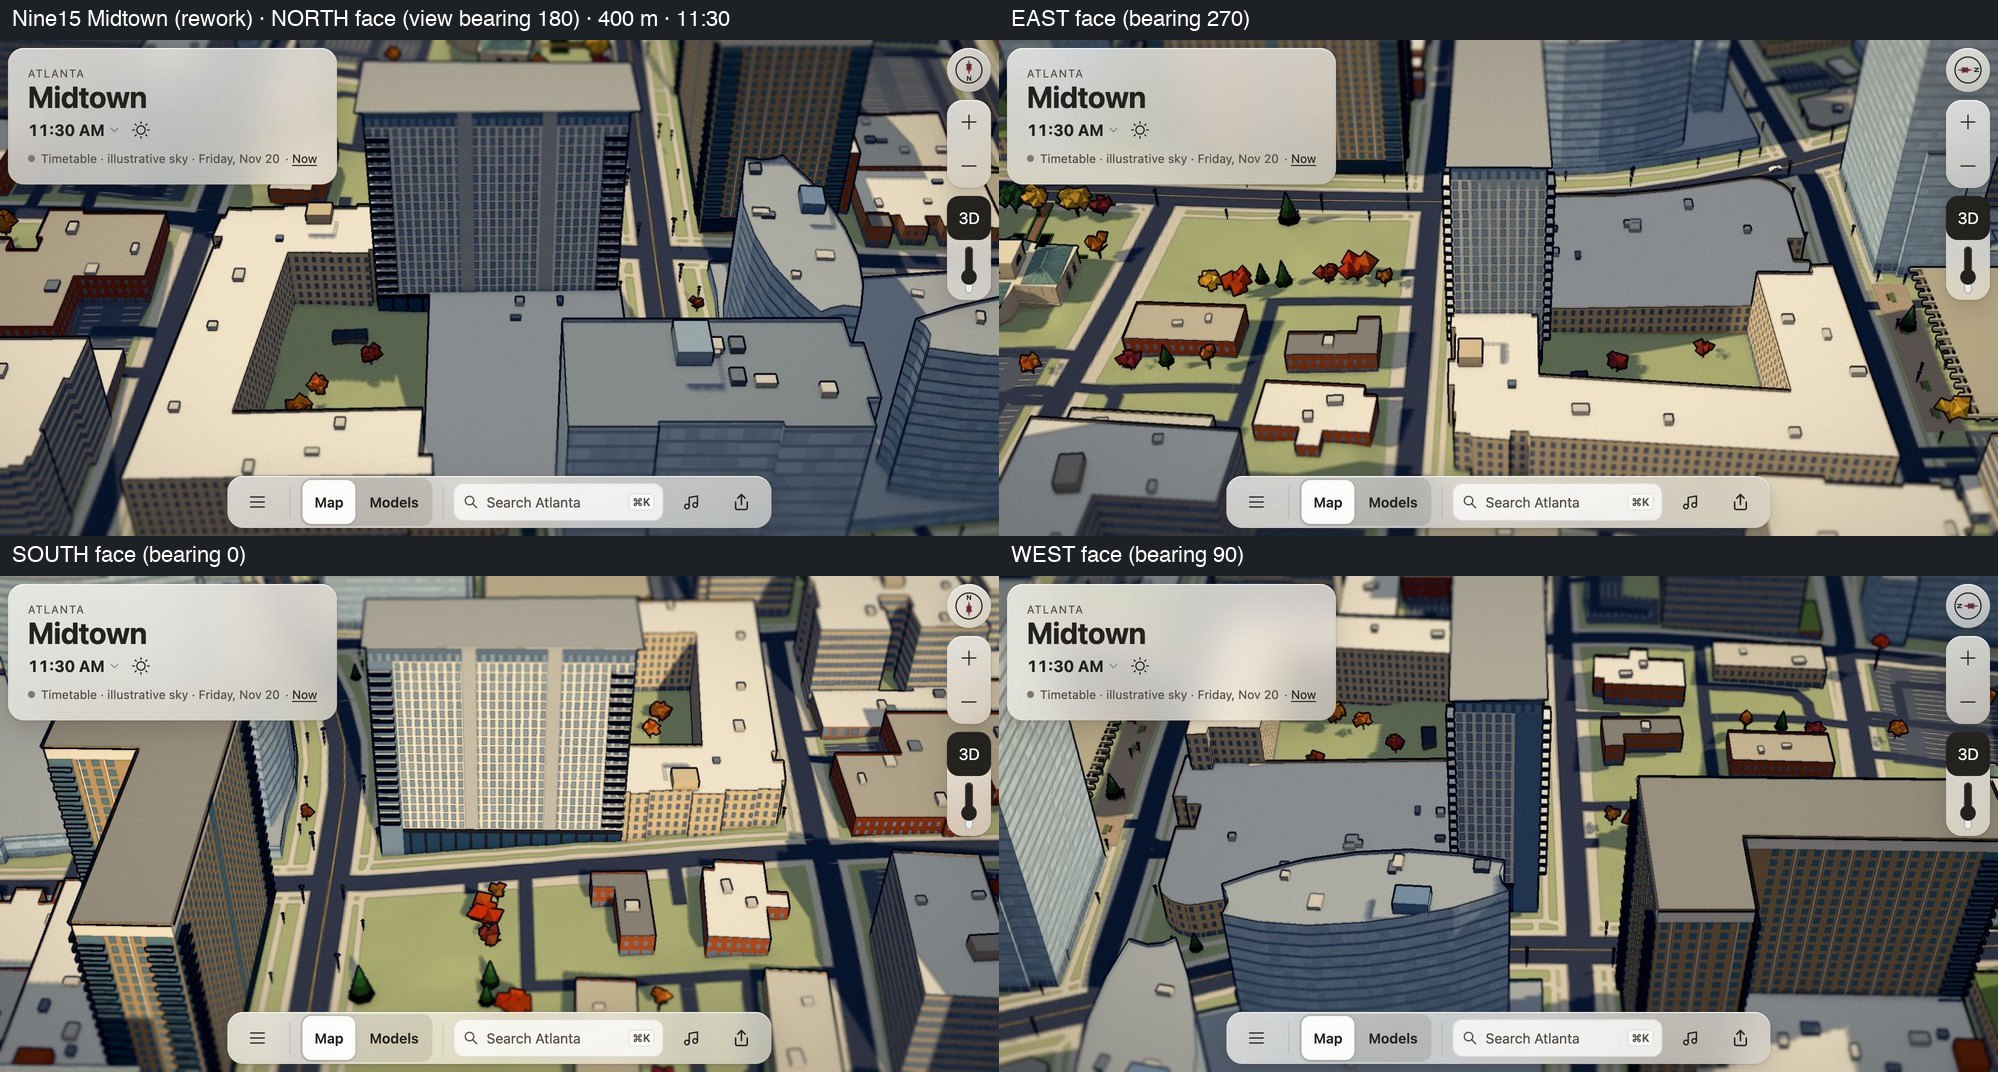 Nine15 Midtown (rework) · NORTH face (view bearing 180) · 400 m · 11:30
ATLANTA
Midtown
11:30 AM
Timetable · illustrative sky · Friday, Nov 20 · Now
N
3D
Map Models Search Atlanta ⌘K
EAST face (bearing 270)
ATLANTA
Midtown
11:30 AM
Timetable · illustrative sky · Friday, Nov 20 · Now
N
3D
Map Models Search Atlanta ⌘K
SOUTH face (bearing 0)
ATLANTA
Midtown
11:30 AM
Timetable · illustrative sky · Friday, Nov 20 · Now
N
3D
Map Models Search Atlanta ⌘K
WEST face (bearing 90)
ATLANTA
Midtown
11:30 AM
Timetable · illustrative sky · Friday, Nov 20 · Now
N
3D
Map Models Search Atlanta ⌘K